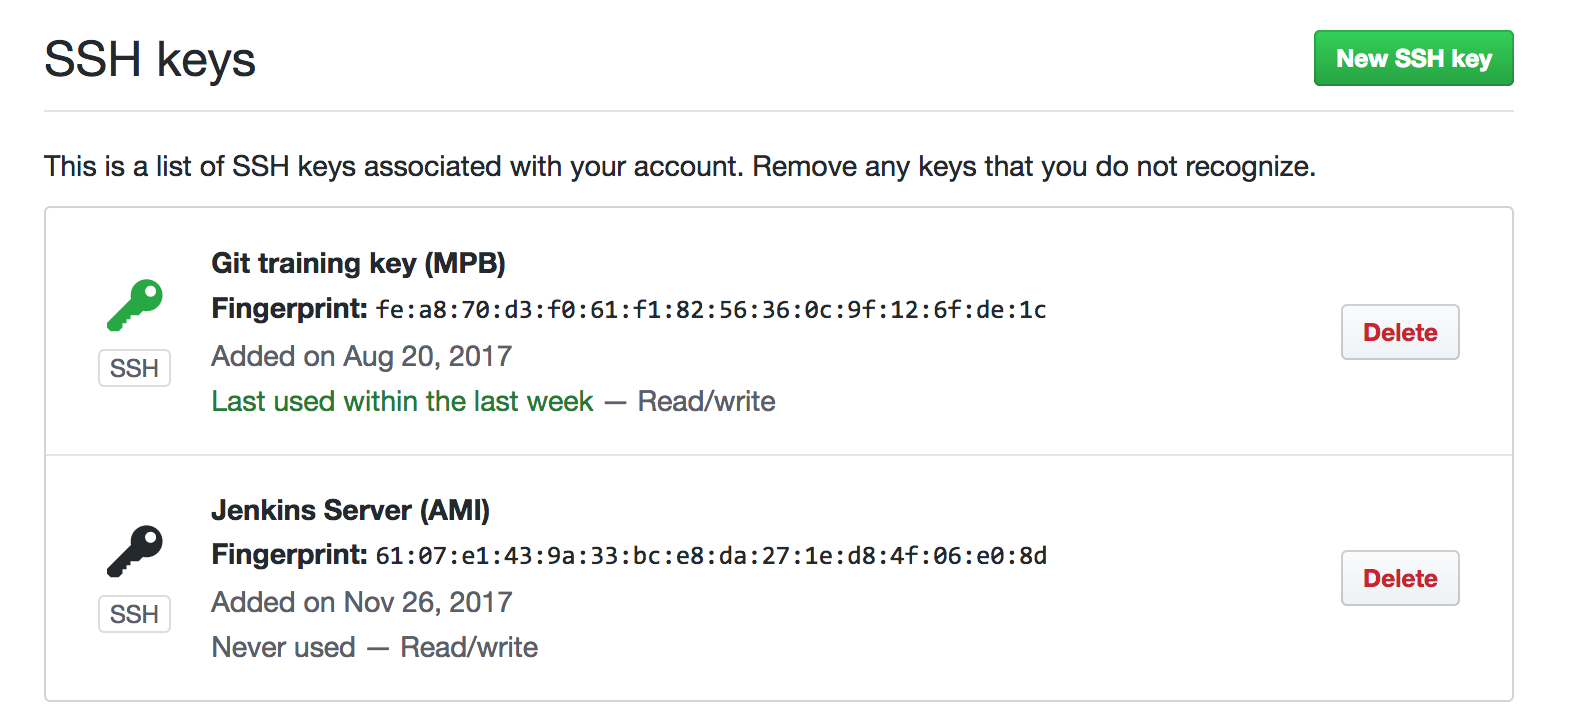 SSH keys
New SSH key
This is a list of SSH keys associated with your account. Remove any keys that you do not recognize.
Git training key (MPB)
Fingerprint: fe:a8:70:d3:f0:61:f1:82:56:36:0c:9f:12:6f:de:1c
Added on Aug 20, 2017
Last used within the last week — Read/write
SSH
Delete
Jenkins Server (AMI)
Fingerprint: 61:07:e1:43:9a:33:bc:e8:da:27:1e:d8:4f:06:e0:8d
Added on Nov 26, 2017
Never used — Read/write
SSH
Delete